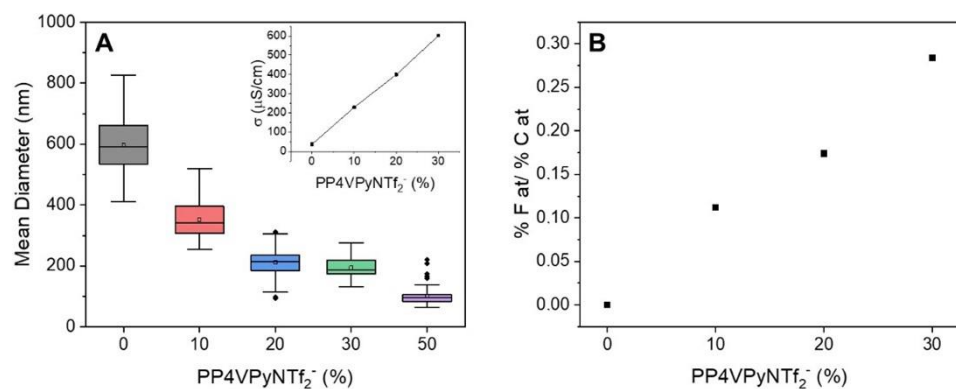 A
Mean Diameter (nm)
1000
800
600
400
200
0
0 10 20 30 50
PP4VPyNTf₂⁻ (%)
σ (μS/cm)
600
500
400
300
200
100
0
0 10 20 30
PP4VPyNTf₂⁻ (%)
B
% F at/ % C at
0.30
0.25
0.20
0.15
0.10
0.05
0.00
0 10 20 30
PP4VPyNTf₂⁻ (%)